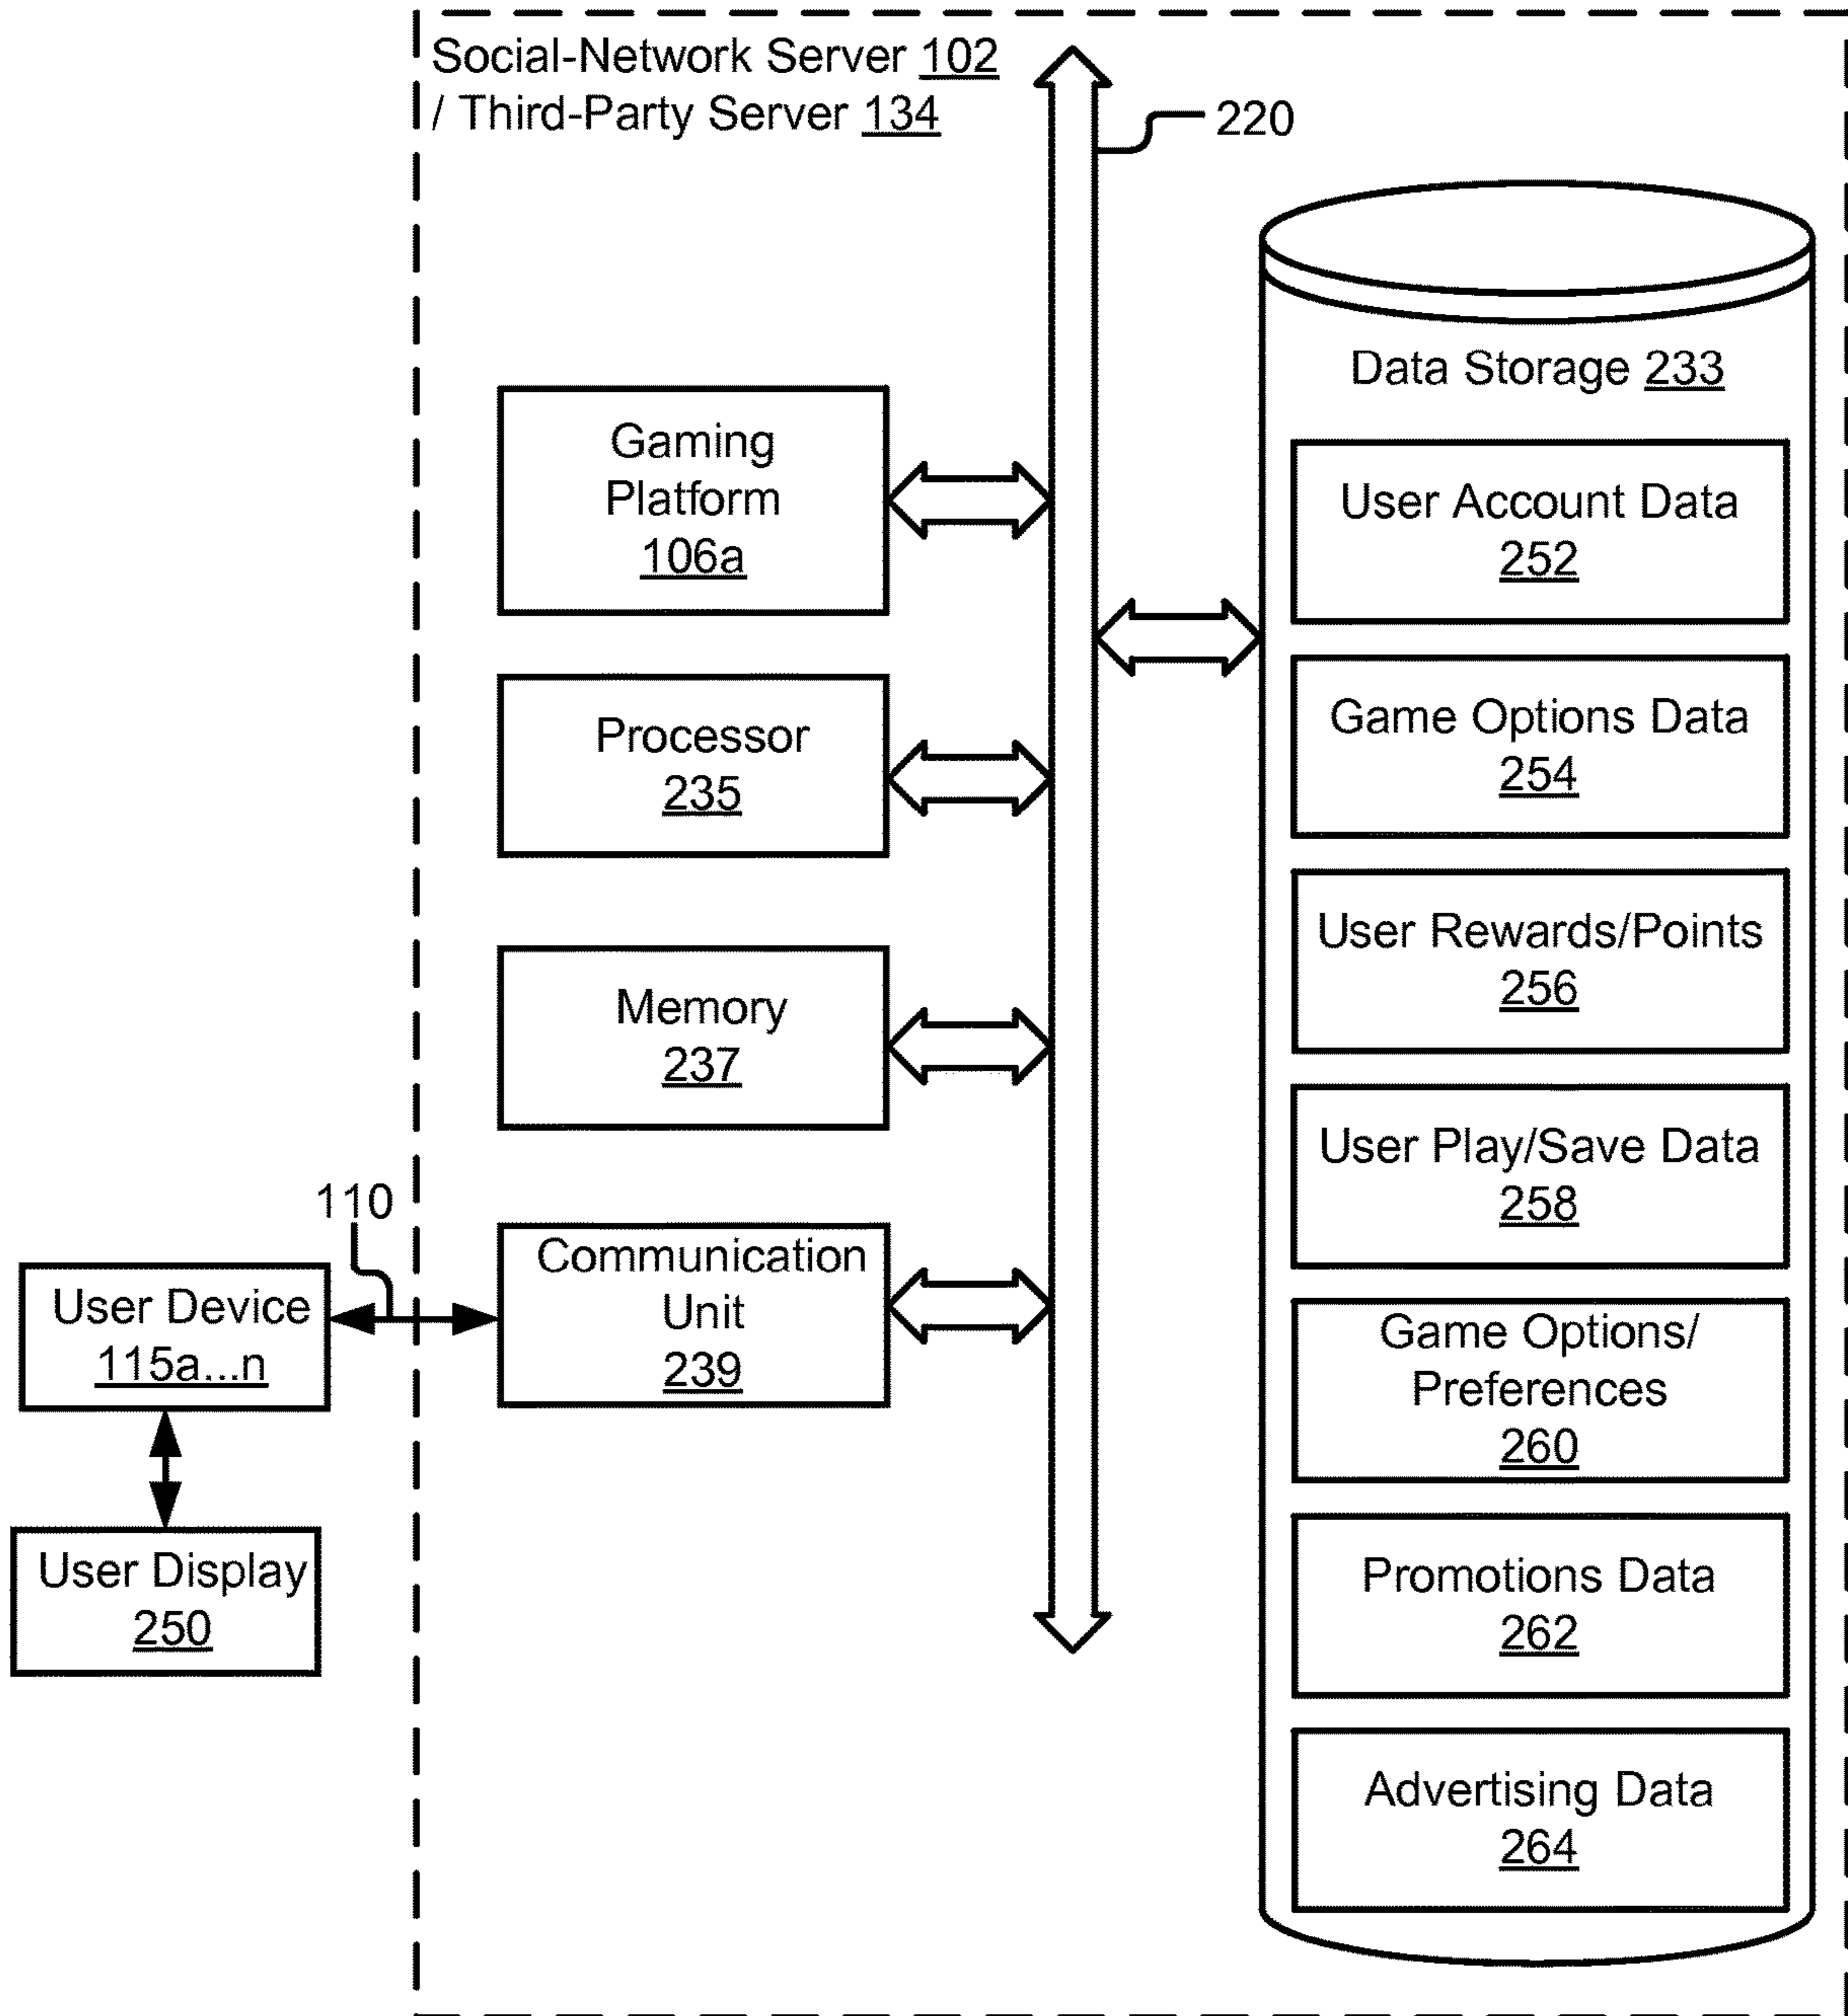 Social-Network Server 102
/ Third-Party Server 134
220
Data Storage 233
Gaming
Platform
106a
User Account Data
252
Processor
235
Game Options Data
254
Memory
237
User Rewards/Points
256
User Play/Save Data
258
110
Communication
Unit
239
User Device
115a...n
Game Options/
Preferences
260
User Display
250
Promotions Data
262
Advertising Data
264